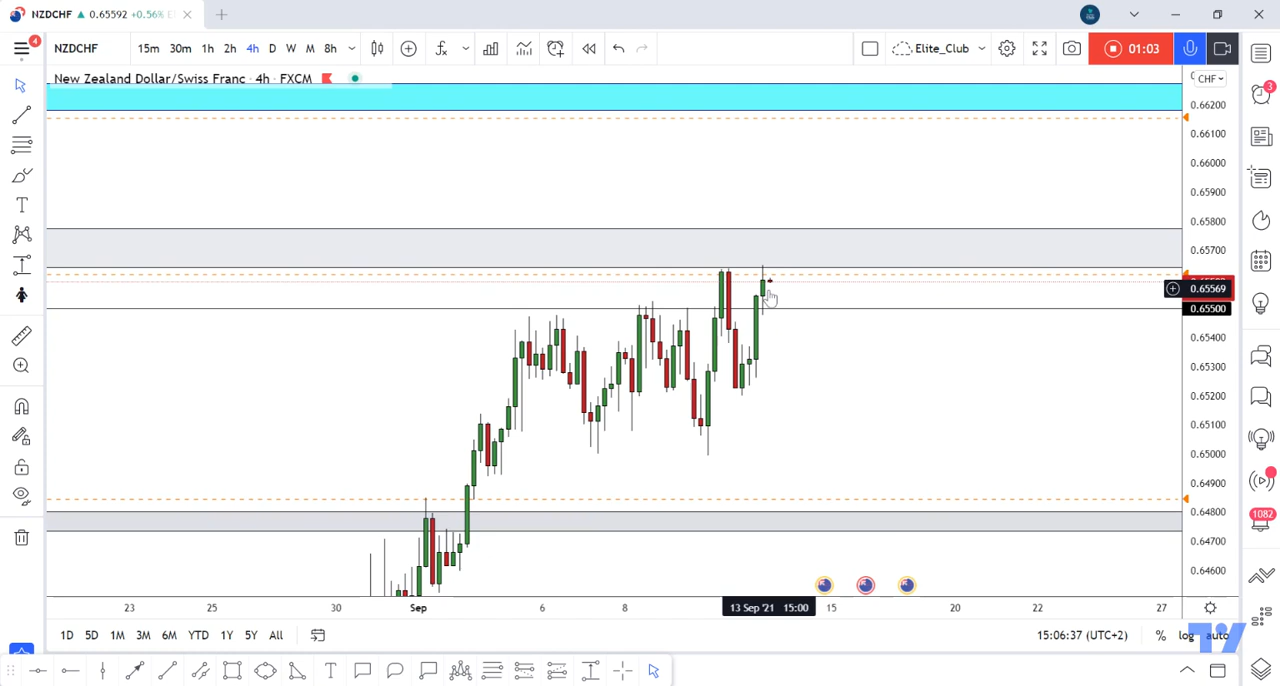 NZDCHF ▲ 0.65592 +0.56%
NZDCHF 15m 30m 1h 2h 4h D W M 8h Elite_Club 01:03
4
New Zealand Dollar/Swiss Franc · 4h · FXCM
CHF
3
0.66200
0.66100
0.66000
0.65900
0.65800
0.65700
0.65569
0.65500
0.65400
0.65300
0.65200
0.65100
0.65000
0.64900
0.64800
0.64700
0.64600
1082
23 25 30 Sep 6 8 13 Sep '21 15:00 15 20 22 27
1D 5D 1M 3M 6M YTD 1Y 5Y All 15:06:37 (UTC+2) % log auto
T
T